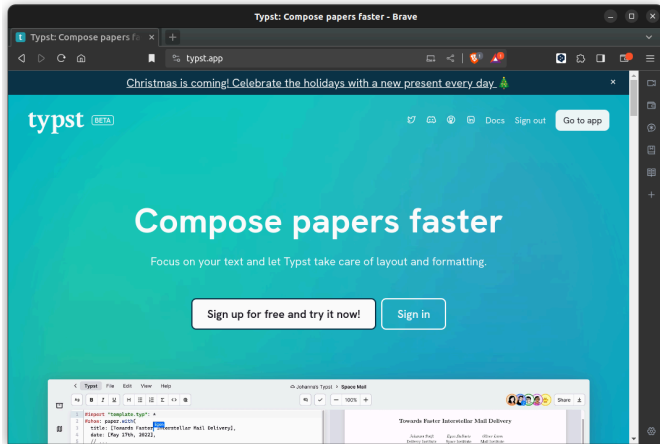 Typst: Compose papers faster - Brave
Typst: Compose papers fa
typst.app
Christmas is coming! Celebrate the holidays with a new present every day 🎄
typst BETA
Docs Sign out Go to app
Compose papers faster
Focus on your text and let Typst take care of layout and formatting.
Sign up for free and try it now! Sign in
Typst File Edit View Help
Johanna's Typst > Space Mail
100%
Share
B I U H
1 #import "template.typ": *
2 #show: paper.with(
3 title: [Towards Faster Interstellar Mail Delivery],
4 date: [May 17th, 2022],
Towards Faster Interstellar Mail Delivery